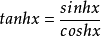 tanhx = sinhx / coshx